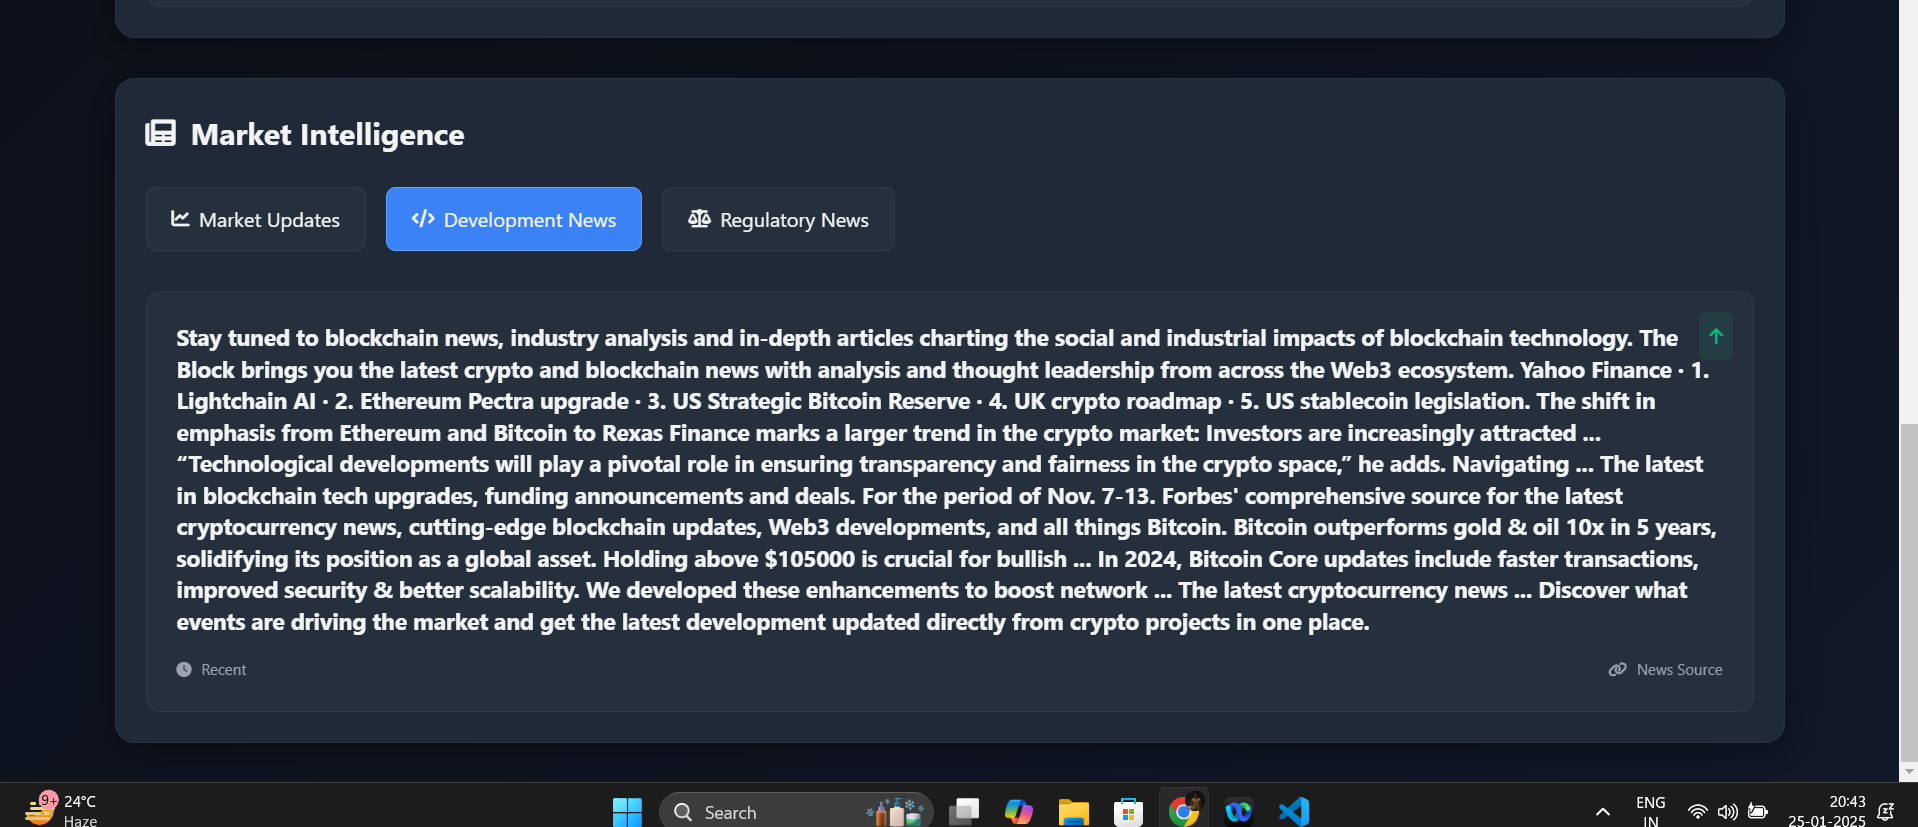 Market Intelligence
Market Updates
Development News
Regulatory News
Stay tuned to blockchain news, industry analysis and in-depth articles charting the social and industrial impacts of blockchain technology. The
Block brings you the latest crypto and blockchain news with analysis and thought leadership from across the Web3 ecosystem. Yahoo Finance · 1.
Lightchain AI · 2. Ethereum Pectra upgrade · 3. US Strategic Bitcoin Reserve · 4. UK crypto roadmap · 5. US stablecoin legislation. The shift in
emphasis from Ethereum and Bitcoin to Rexas Finance marks a larger trend in the crypto market: Investors are increasingly attracted ...
“Technological developments will play a pivotal role in ensuring transparency and fairness in the crypto space,” he adds. Navigating ... The latest
in blockchain tech upgrades, funding announcements and deals. For the period of Nov. 7-13. Forbes' comprehensive source for the latest
cryptocurrency news, cutting-edge blockchain updates, Web3 developments, and all things Bitcoin. Bitcoin outperforms gold & oil 10x in 5 years,
solidifying its position as a global asset. Holding above $105000 is crucial for bullish ... In 2024, Bitcoin Core updates include faster transactions,
improved security & better scalability. We developed these enhancements to boost network ... The latest cryptocurrency news ... Discover what
events are driving the market and get the latest development updated directly from crypto projects in one place.
Recent
News Source
9+
24°C
Haze
Search
ENG
IN
20:43
25-01-2025